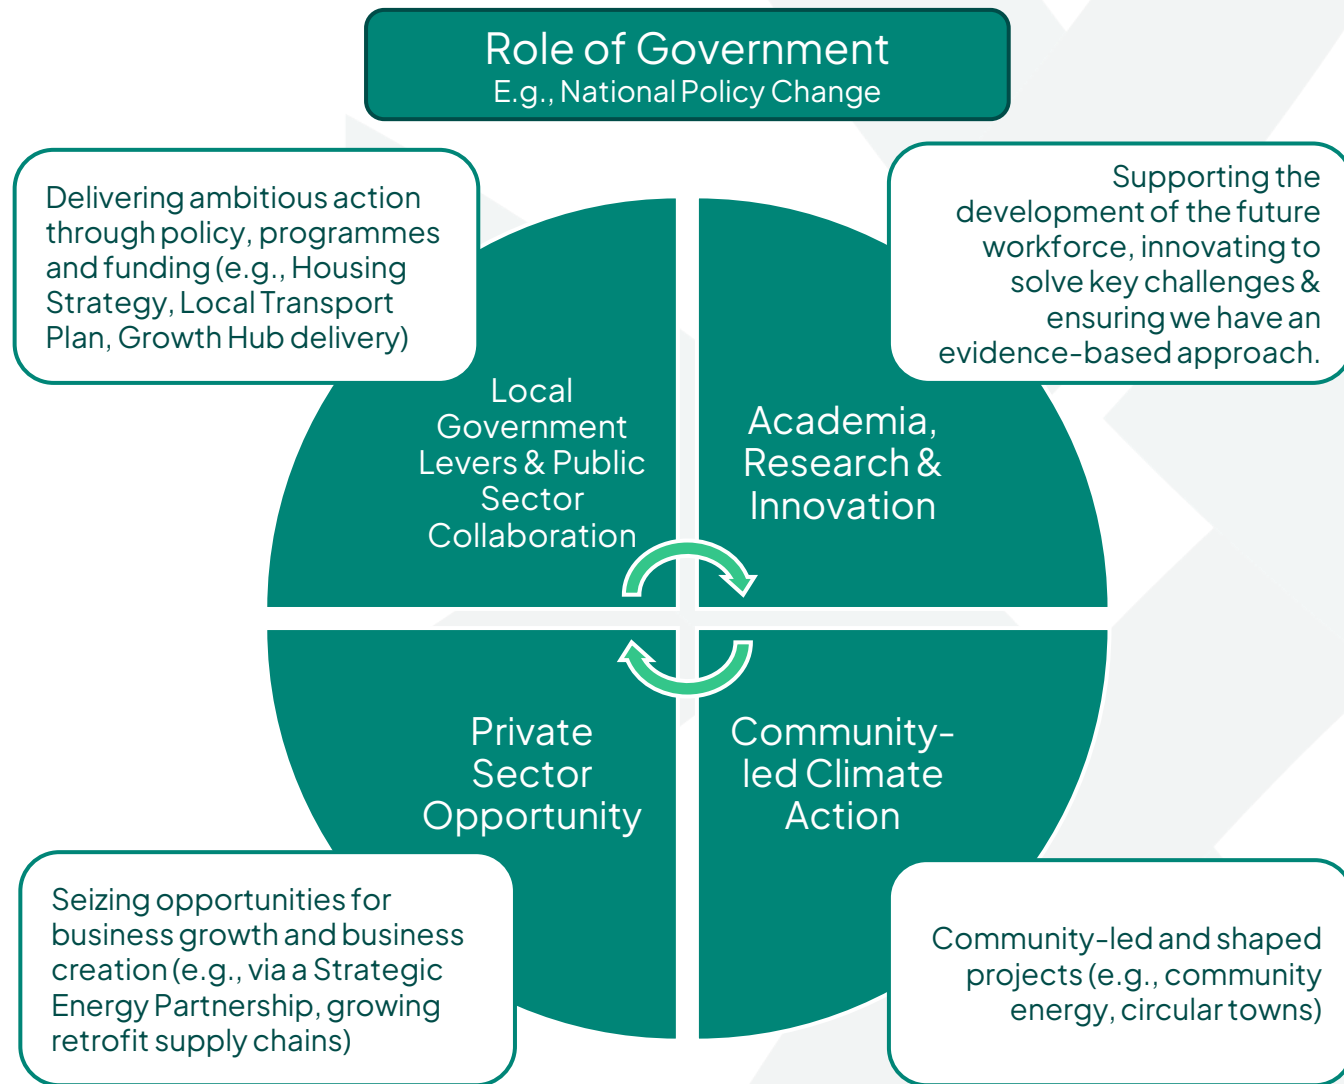 Role of Government
E.g., National Policy Change
Delivering ambitious action
through policy, programmes
and funding (e.g., Housing
Strategy, Local Transport
Plan, Growth Hub delivery)
Supporting the
development of the future
workforce, innovating to
solve key challenges &
ensuring we have an
evidence-based approach.
Local
Government
Levers & Public
Sector
Collaboration
Academia,
Research &
Innovation
Private
Sector
Opportunity
Community-
led Climate
Action
Seizing opportunities for
business growth and business
creation (e.g., via a Strategic
Energy Partnership, growing
retrofit supply chains)
Community-led and shaped
projects (e.g., community
energy, circular towns)